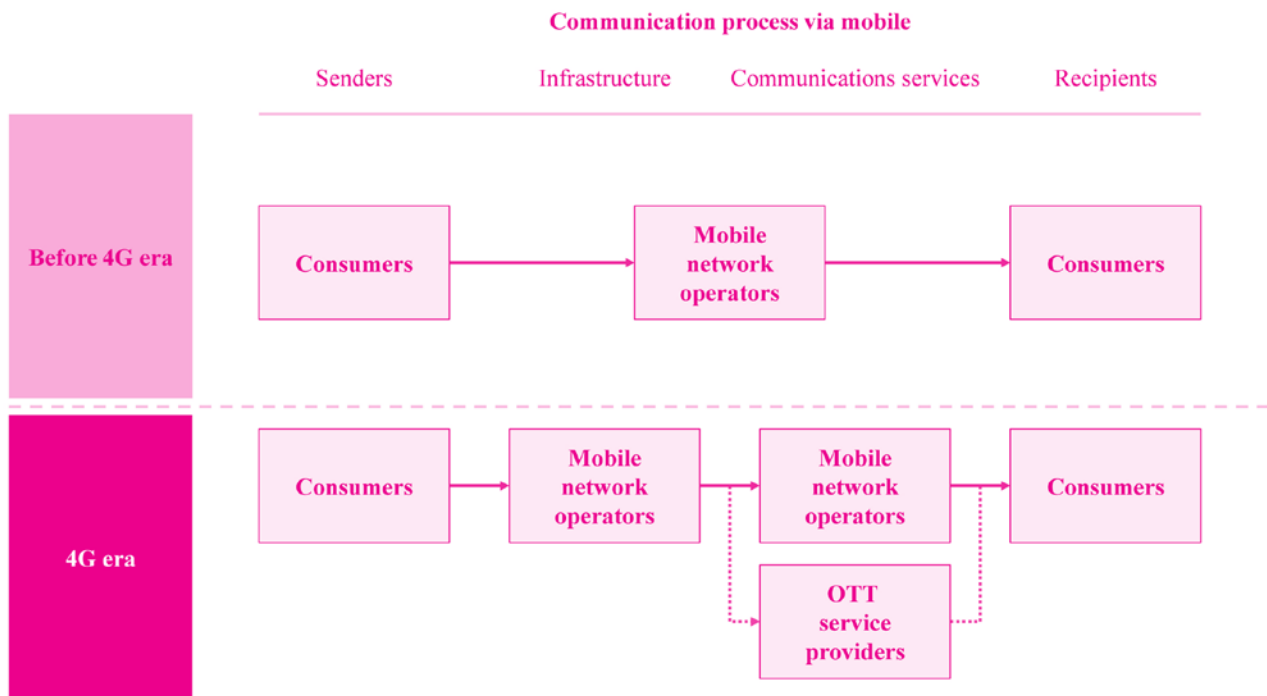 Communication process via mobile
Senders
Infrastructure
Communications services
Recipients
Before 4G era
Consumers
Mobile
network
operators
Consumers
4G era
Consumers
Mobile
network
operators
Mobile
network
operators
Consumers
OTT
service
providers